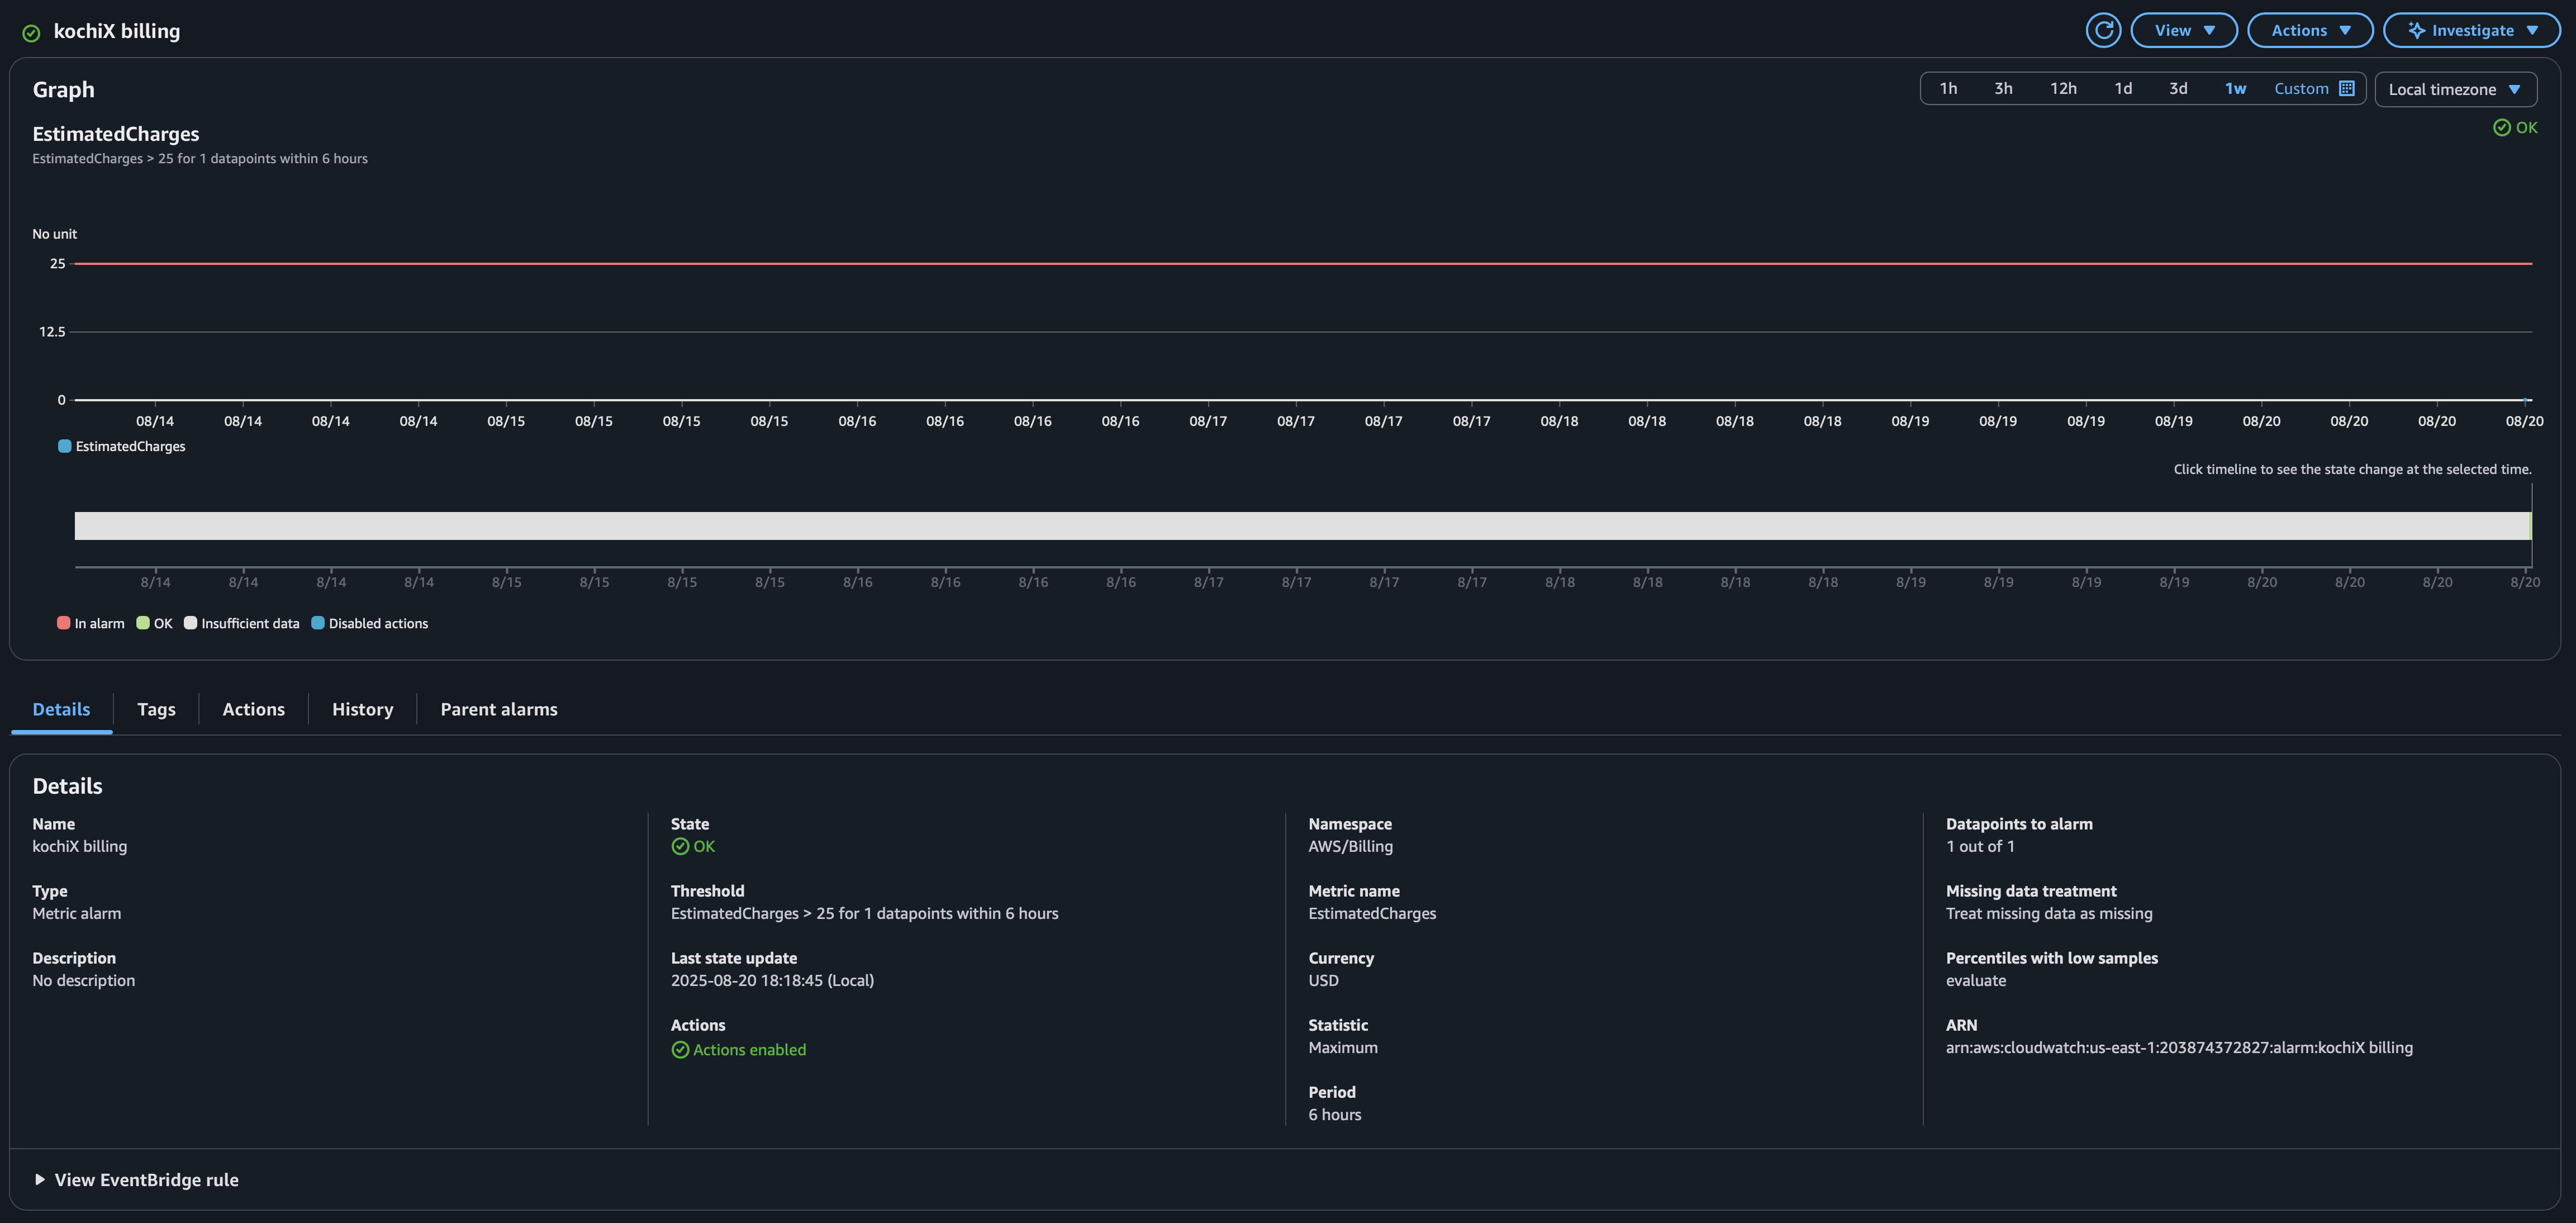 kochiX billing
View
Actions
Investigate
Graph
1h 3h 12h 1d 3d 1w Custom
Local timezone
EstimatedCharges
OK
EstimatedCharges > 25 for 1 datapoints within 6 hours
No unit
25
12.5
0
08/14 08/14 08/14 08/14 08/15 08/15 08/15 08/15 08/16 08/16 08/16 08/16 08/17 08/17 08/17 08/17 08/18 08/18 08/18 08/18 08/19 08/19 08/19 08/19 08/20 08/20 08/20 08/20
EstimatedCharges
Click timeline to see the state change at the selected time.
8/14 8/14 8/14 8/14 8/15 8/15 8/15 8/15 8/16 8/16 8/16 8/16 8/17 8/17 8/17 8/17 8/18 8/18 8/18 8/18 8/19 8/19 8/19 8/19 8/20 8/20 8/20 8/20
In alarm OK Insufficient data Disabled actions
Details Tags Actions History Parent alarms
Details
Name
kochiX billing
Type
Metric alarm
Description
No description
State
OK
Threshold
EstimatedCharges > 25 for 1 datapoints within 6 hours
Last state update
2025-08-20 18:18:45 (Local)
Actions
Actions enabled
Namespace
AWS/Billing
Metric name
EstimatedCharges
Currency
USD
Statistic
Maximum
Period
6 hours
Datapoints to alarm
1 out of 1
Missing data treatment
Treat missing data as missing
Percentiles with low samples
evaluate
ARN
arn:aws:cloudwatch:us-east-1:203874372827:alarm:kochiX billing
View EventBridge rule